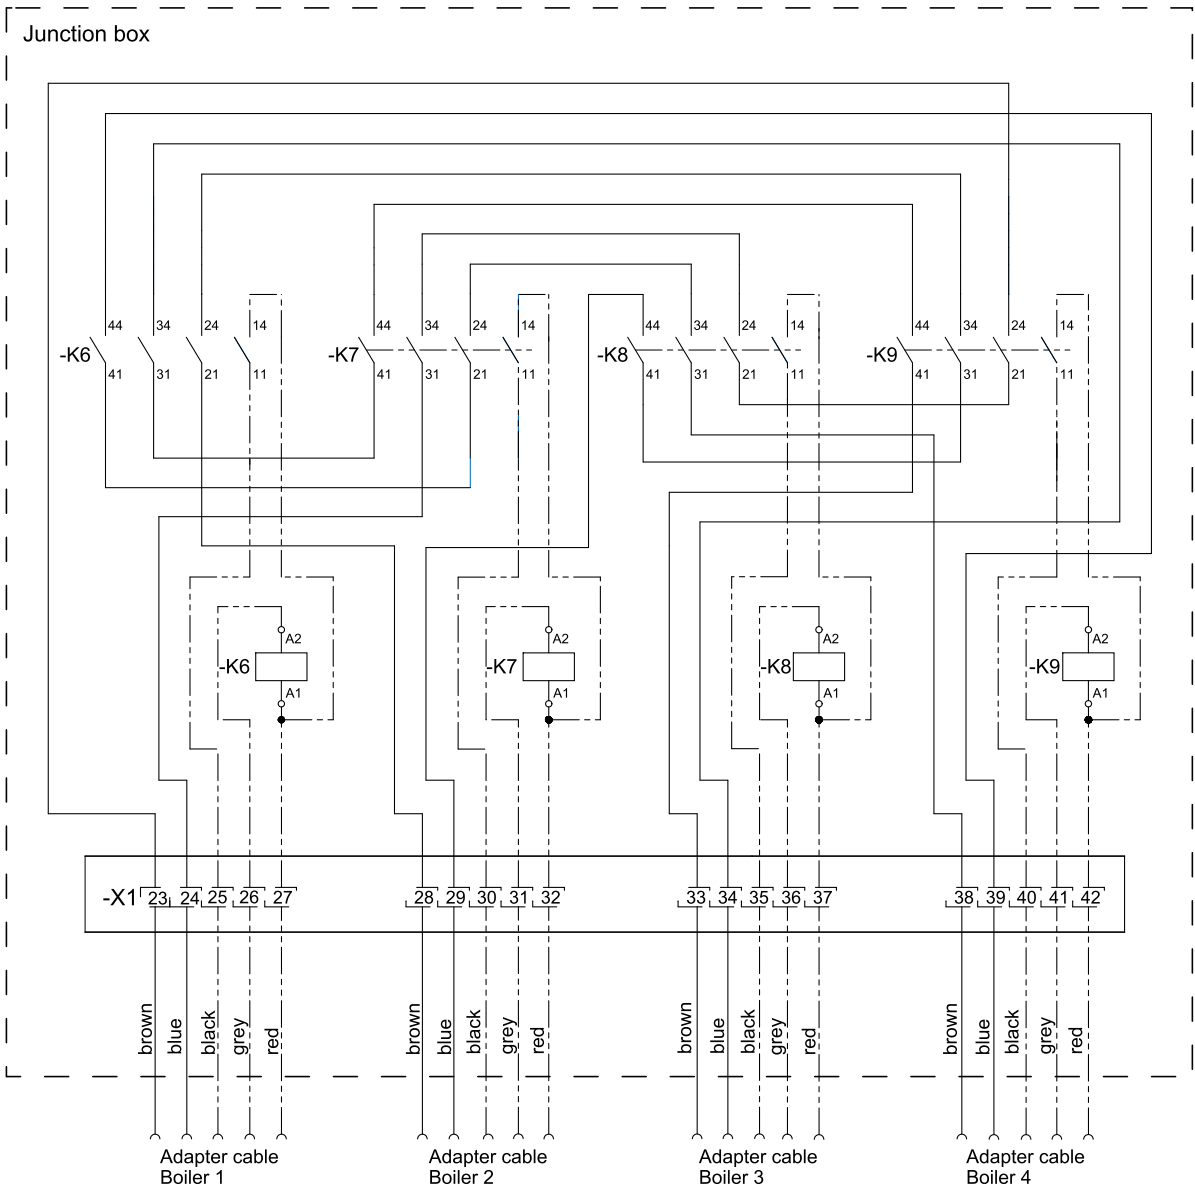 Junction box
44 34 24 14 44 34 24 14 44 34 24 14 44 34 24 14
-K6 -K7 -K8 -K9
41 31 21 11 41 31 21 11 41 31 21 11 41 31 21 11
A2 A2 A2 A2
-K6 -K7 -K8 -K9
A1 A1 A1 A1
-X1 23 24 25 26 27 28 29 30 31 32 33 34 35 36 37 38 39 40 41 42
brown blue black grey red brown blue black grey red brown blue black grey red brown blue black grey red
Adapter cable Adapter cable Adapter cable Adapter cable
Boiler 1 Boiler 2 Boiler 3 Boiler 4